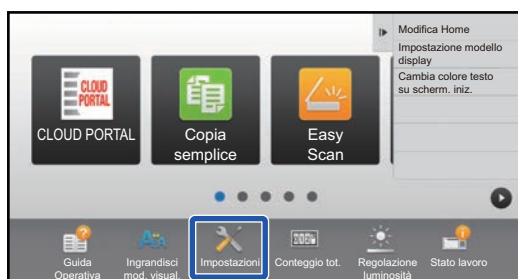 Modifica Home
Impostazione modello
display
Cambia colore testo
su scherm. iniz.
CLOUD
PORTAL
CLOUD PORTAL
Copia
semplice
Easy
Scan
Guida
Operativa
Ingrandisci
mod. visual.
Impostazioni
Conteggio tot.
Regolazione
luminosità
Stato lavoro